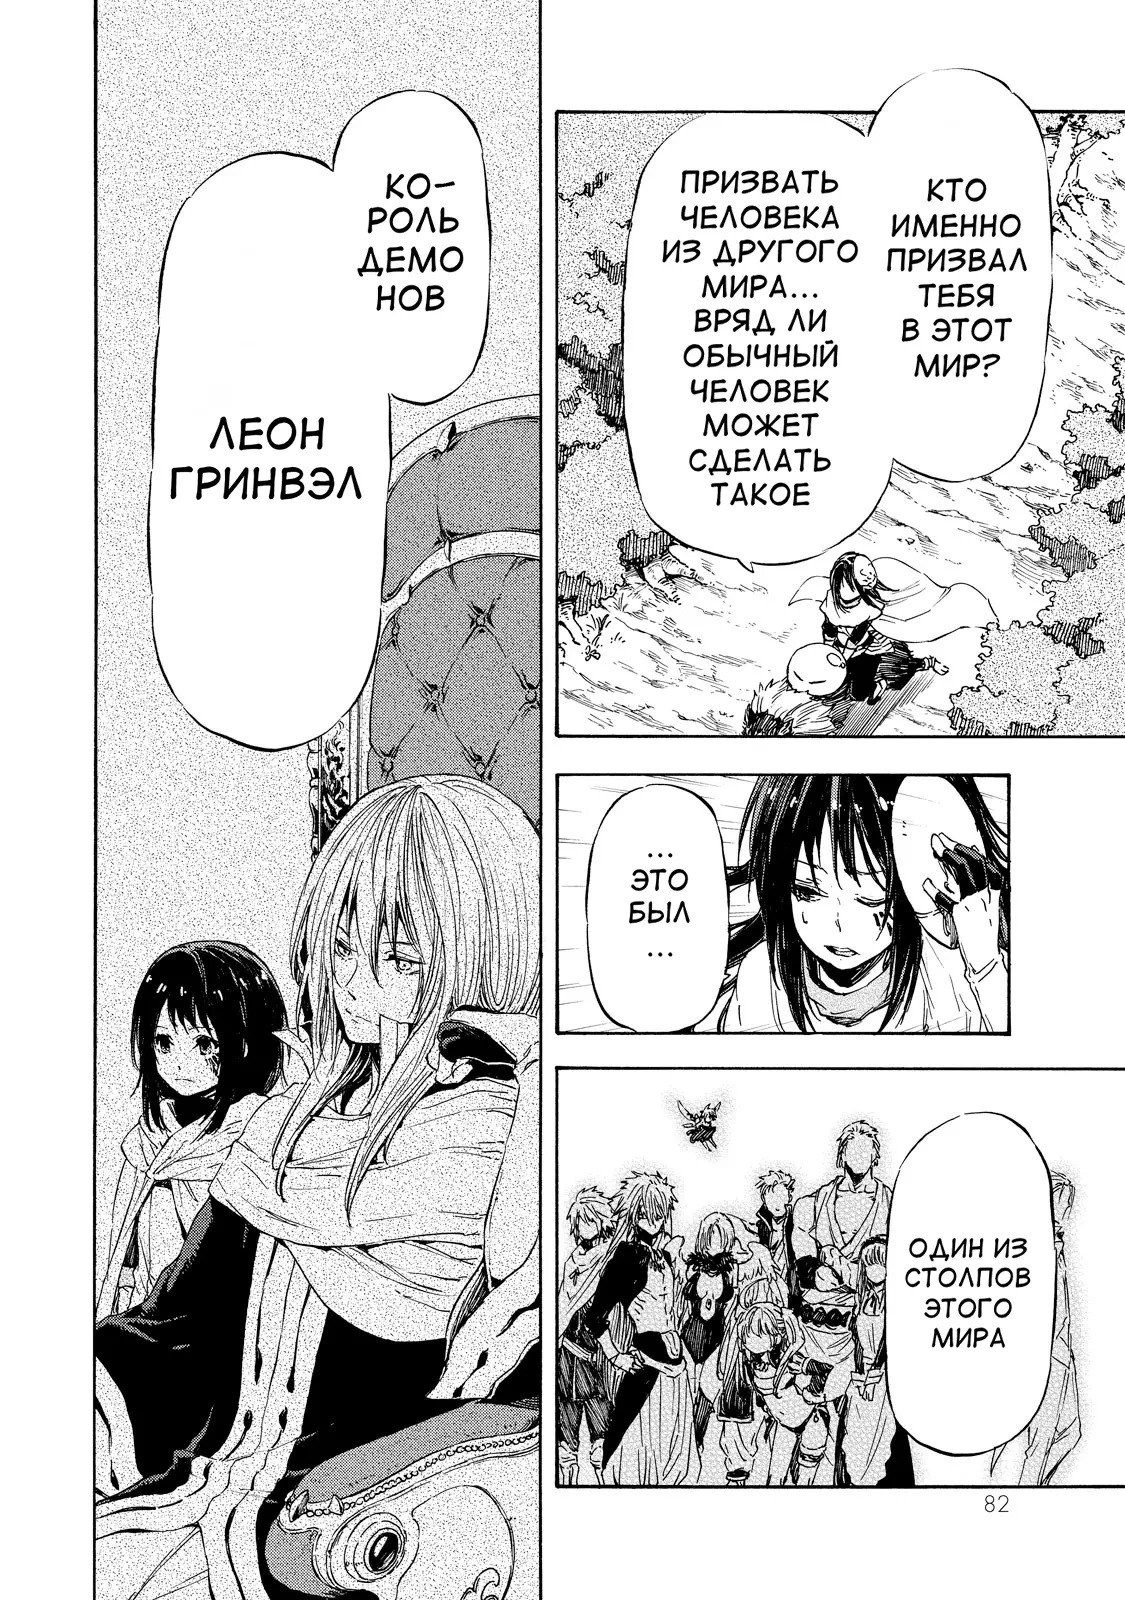 КТО
ИМЕННО
ПРИЗВАЛ
ТЕБЯ
В ЭТОТ
МИР?
ПРИЗВАТЬ
ЧЕЛОВЕКА
ИЗ ДРУГОГО
МИРА...
ВРЯД ЛИ
ОБЫЧНЫЙ
ЧЕЛОВЕК
МОЖЕТ
СДЕЛАТЬ
ТАКОЕ
...
ЭТО
БЫЛ
...
ОДИН ИЗ
СТОЛПОВ
ЭТОГО
МИРА
КО-
РОЛЬ
ДЕМО
НОВ
ЛЕОН
ГРИНВЭЛ
82